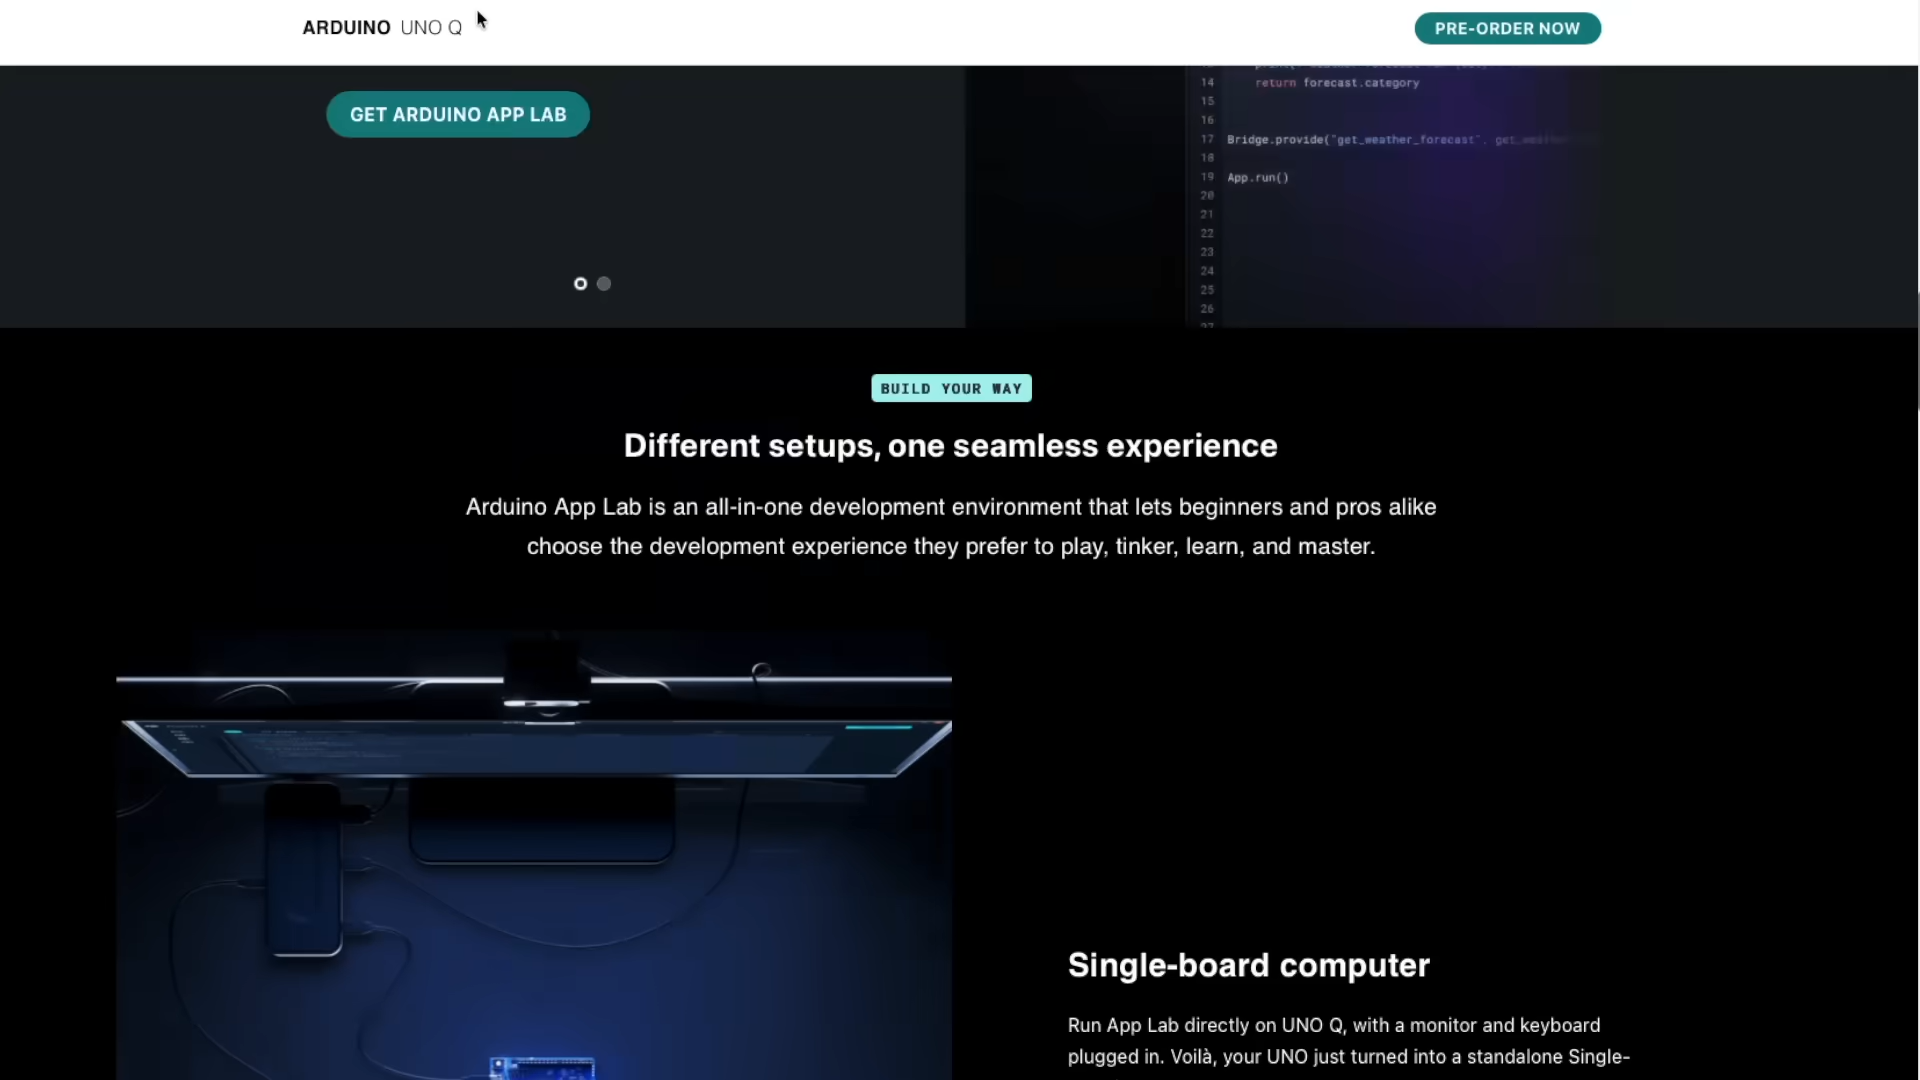 ARDUINO UNO Q
PRE-ORDER NOW
GET ARDUINO APP LAB
14 return forecast.category
15
16
17 Bridge.provide("get_weather_forecast",
18
19 App.run()
20
21
22
23
24
25
26
27
BUILD YOUR WAY
Different setups, one seamless experience
Arduino App Lab is an all-in-one development environment that lets beginners and pros alike
choose the development experience they prefer to play, tinker, learn, and master.
Single-board computer
Run App Lab directly on UNO Q, with a monitor and keyboard
plugged in. Voilà, your UNO just turned into a standalone Single-